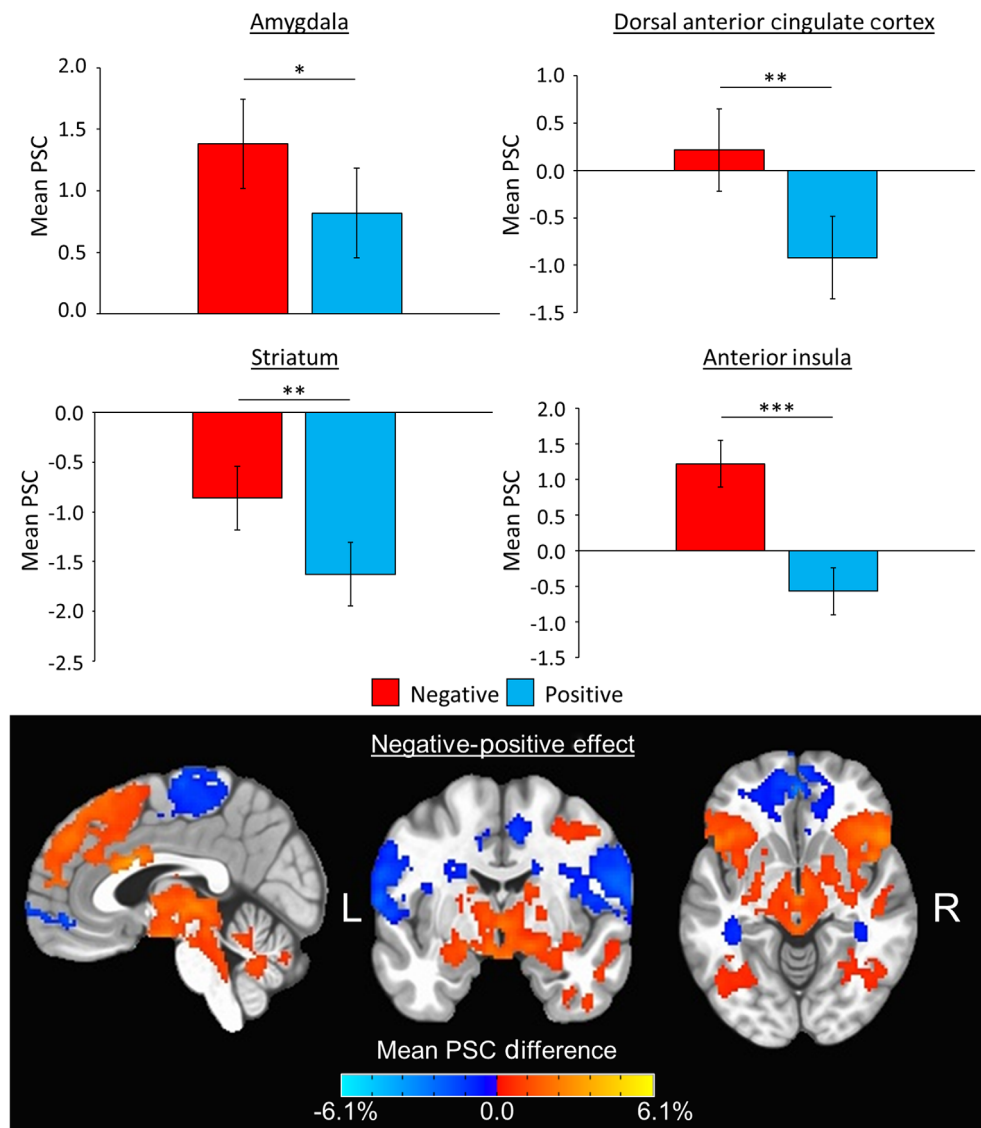 Amygdala
2.0
1.5
1.0
0.5
0.0
Mean PSC
*
Dorsal anterior cingulate cortex
1.0
0.5
0.0
-0.5
-1.0
-1.5
Mean PSC
**
Striatum
0.0
-0.5
-1.0
-1.5
-2.0
-2.5
Mean PSC
**
Anterior insula
2.0
1.5
1.0
0.5
0.0
-0.5
-1.0
-1.5
Mean PSC
***
Negative Positive
Negative-positive effect
L R
Mean PSC difference
-6.1% 0.0 6.1%